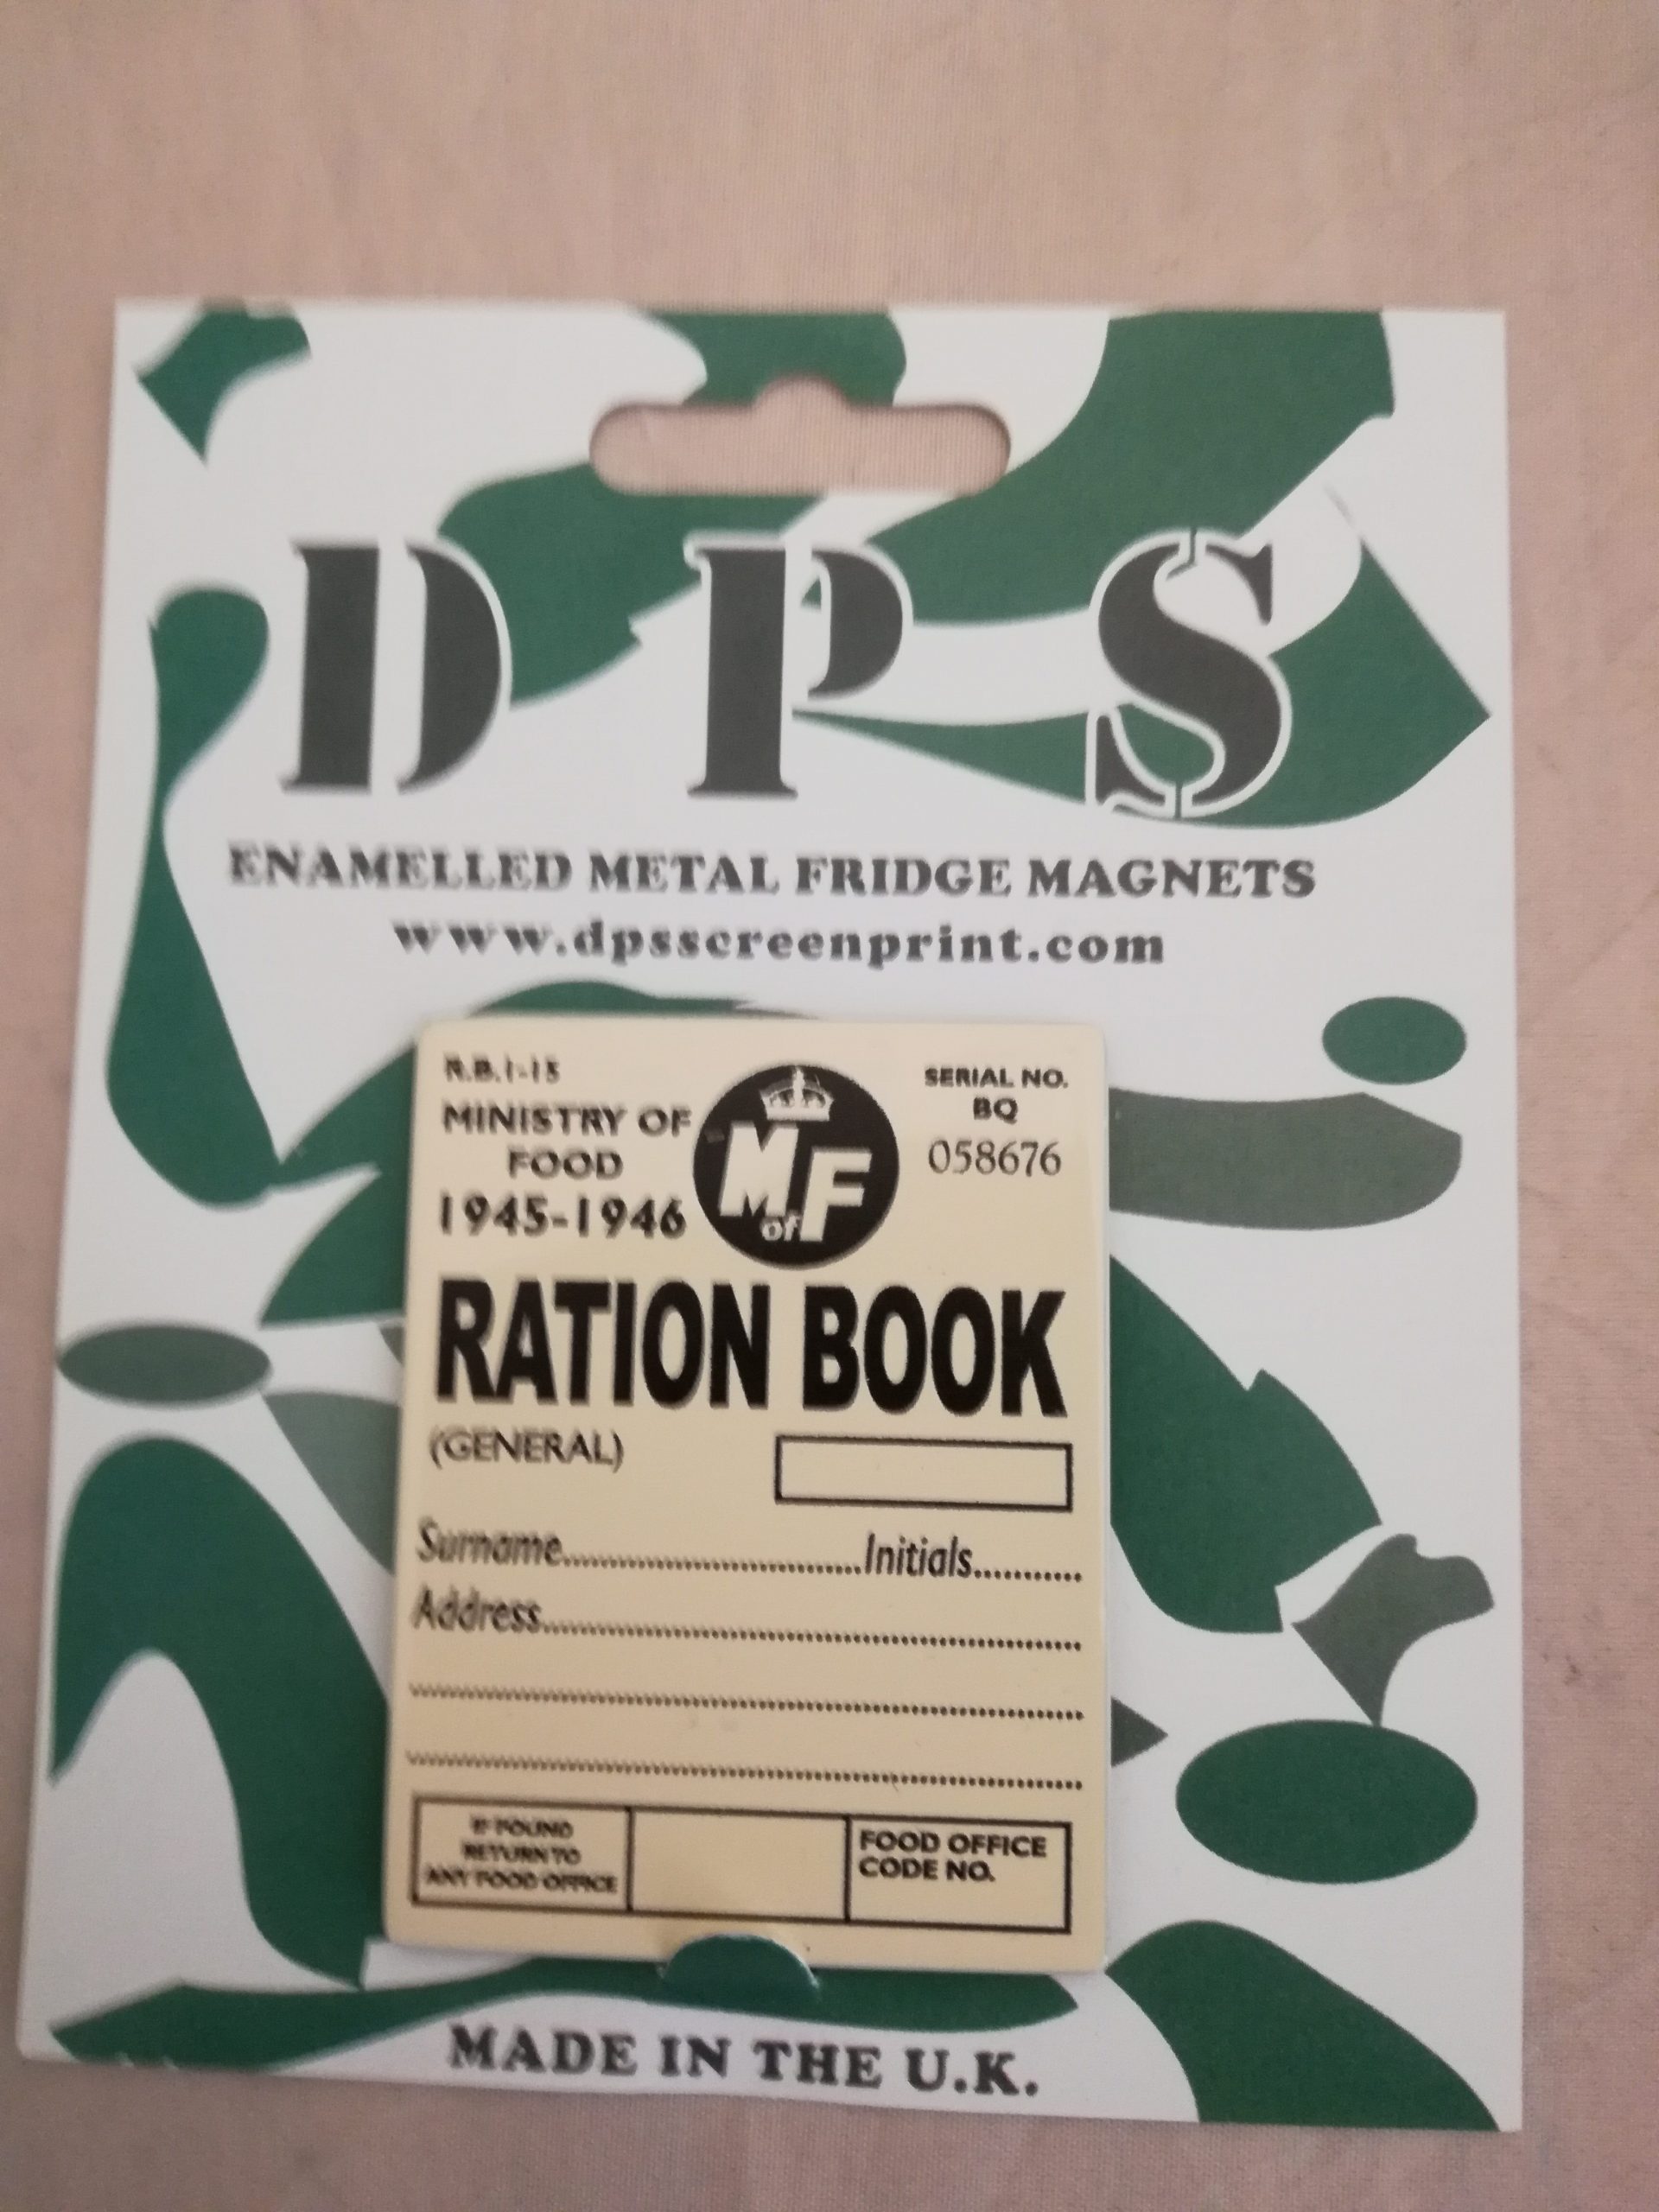 D P S
ENAMELLED METAL FRIDGE MAGNETS
www.dpsscreenprint.com
R.B.1-15
MINISTRY OF
FOOD
1945-1946
M of F
SERIAL NO.
BQ
058676
RATION BOOK
(GENERAL)
Surname..............................Initials...........
Address......................................................
IF FOUND
RETURN TO
ANY FOOD OFFICE
FOOD OFFICE
CODE NO.
MADE IN THE U.K.